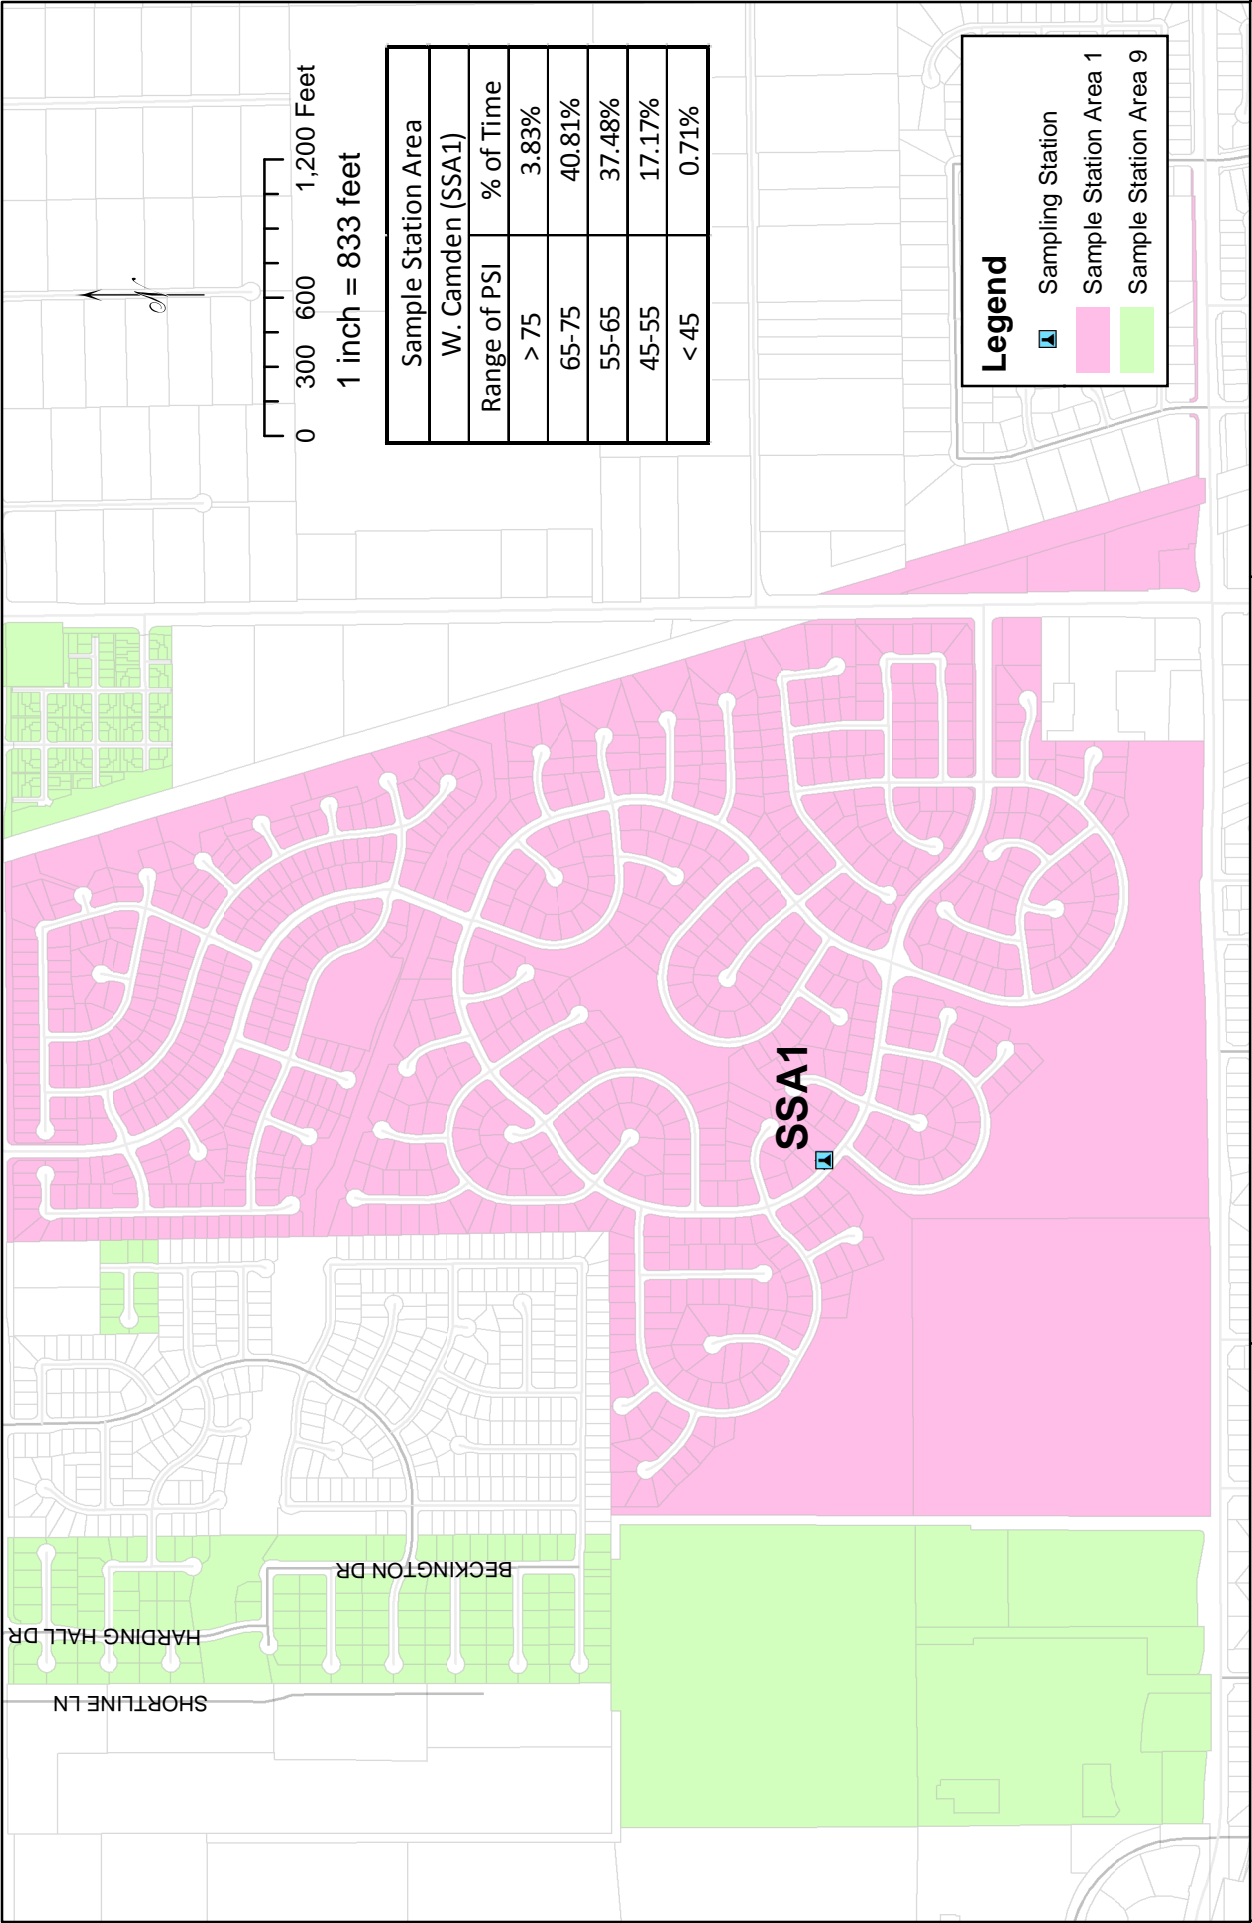 0 300 600 1,200 Feet
1 inch = 833 feet
Sample Station Area
W. Camden (SSA1)
Range of PSI % of Time
> 75 3.83%
65-75 40.81%
55-65 37.48%
45-55 17.17%
< 45 0.71%
Legend
Sampling Station
Sample Station Area 1
Sample Station Area 9
SSA1
BECKINGTON DR
HARDING HALL DR
SHORTLINE LN